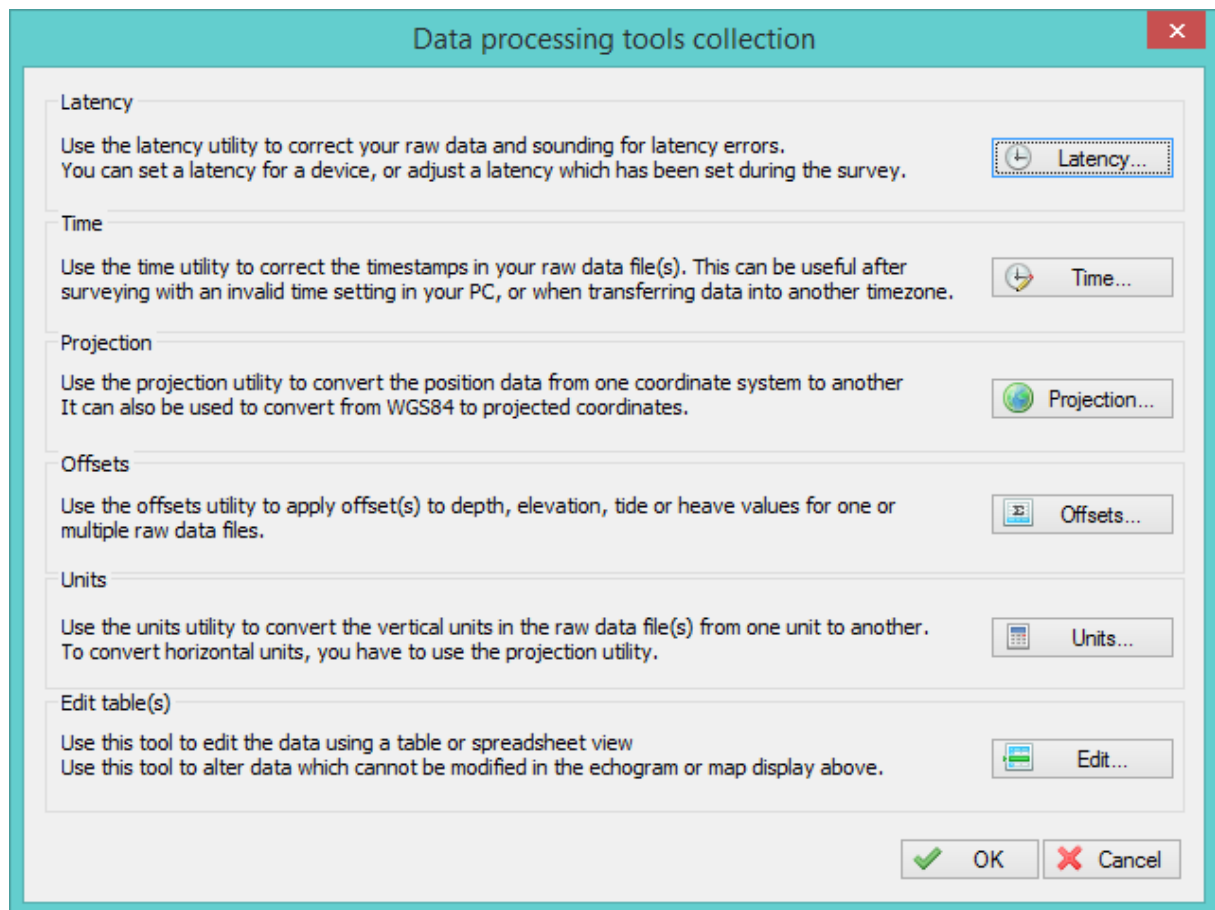 Data processing tools collection
Latency
Use the latency utility to correct your raw data and sounding for latency errors.
You can set a latency for a device, or adjust a latency which has been set during the survey.
Latency...
Time
Use the time utility to correct the timestamps in your raw data file(s). This can be useful after
surveying with an invalid time setting in your PC, or when transferring data into another timezone.
Time...
Projection
Use the projection utility to convert the position data from one coordinate system to another
It can also be used to convert from WGS84 to projected coordinates.
Projection...
Offsets
Use the offsets utility to apply offset(s) to depth, elevation, tide or heave values for one or
multiple raw data files.
Offsets...
Units
Use the units utility to convert the vertical units in the raw data file(s) from one unit to another.
To convert horizontal units, you have to use the projection utility.
Units...
Edit table(s)
Use this tool to edit the data using a table or spreadsheet view
Use this tool to alter data which cannot be modified in the echogram or map display above.
Edit...
OK
Cancel